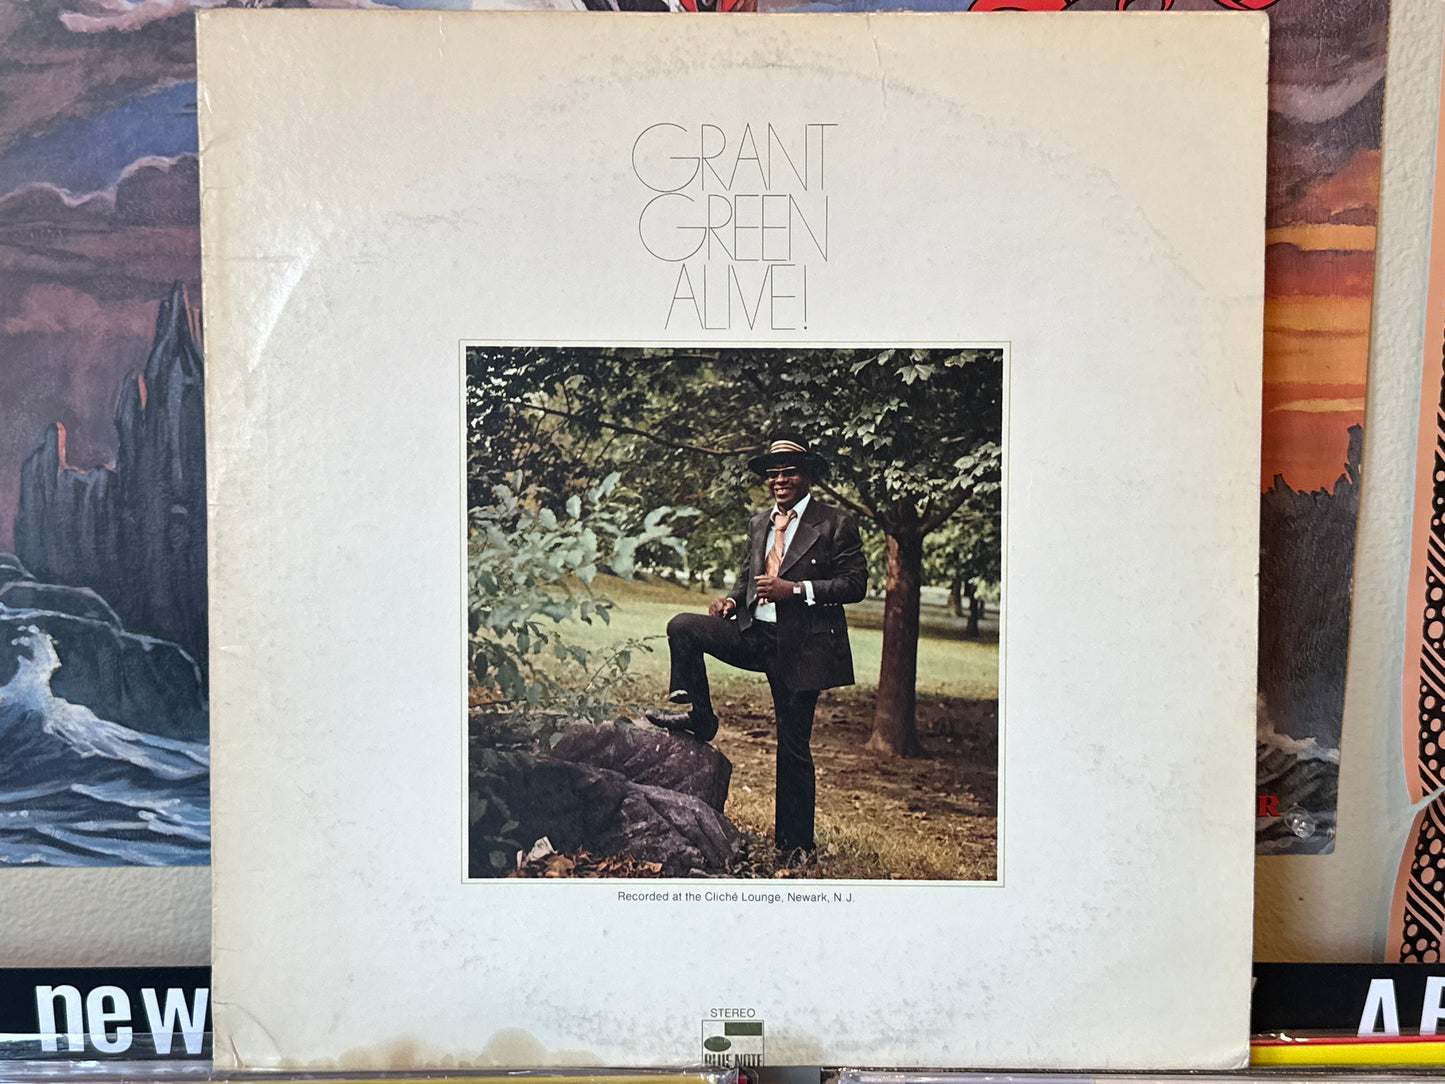 GRANT
GREEN
ALIVE!
Recorded at the Cliché Lounge, Newark, N.J.
STEREO
BLUE NOTE
new